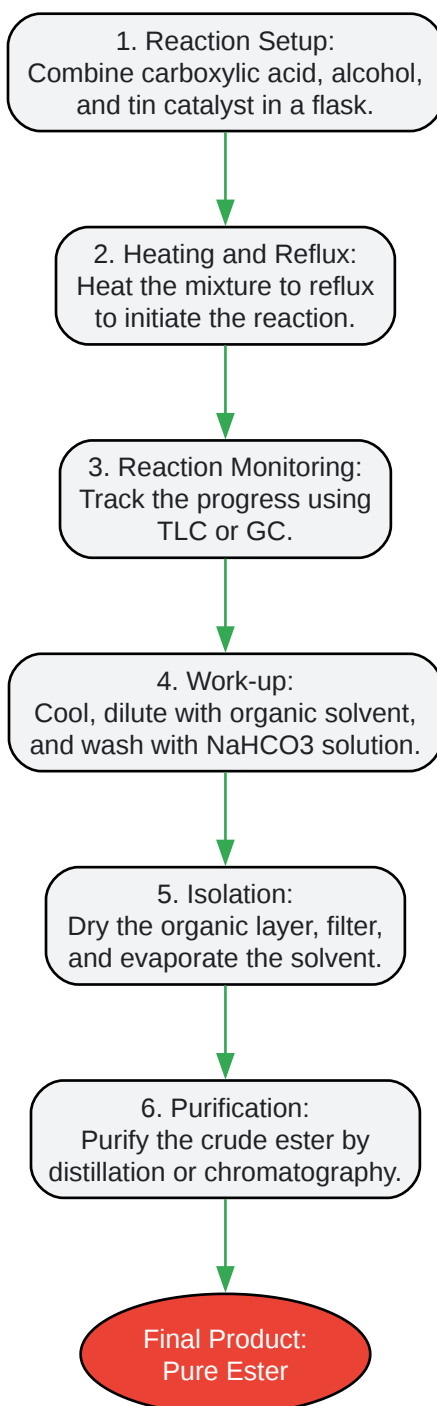 1. Reaction Setup:
Combine carboxylic acid, alcohol,
and tin catalyst in a flask.
2. Heating and Reflux:
Heat the mixture to reflux
to initiate the reaction.
3. Reaction Monitoring:
Track the progress using
TLC or GC.
4. Work-up:
Cool, dilute with organic solvent,
and wash with NaHCO3 solution.
5. Isolation:
Dry the organic layer, filter,
and evaporate the solvent.
6. Purification:
Purify the crude ester by
distillation or chromatography.
Final Product:
Pure Ester